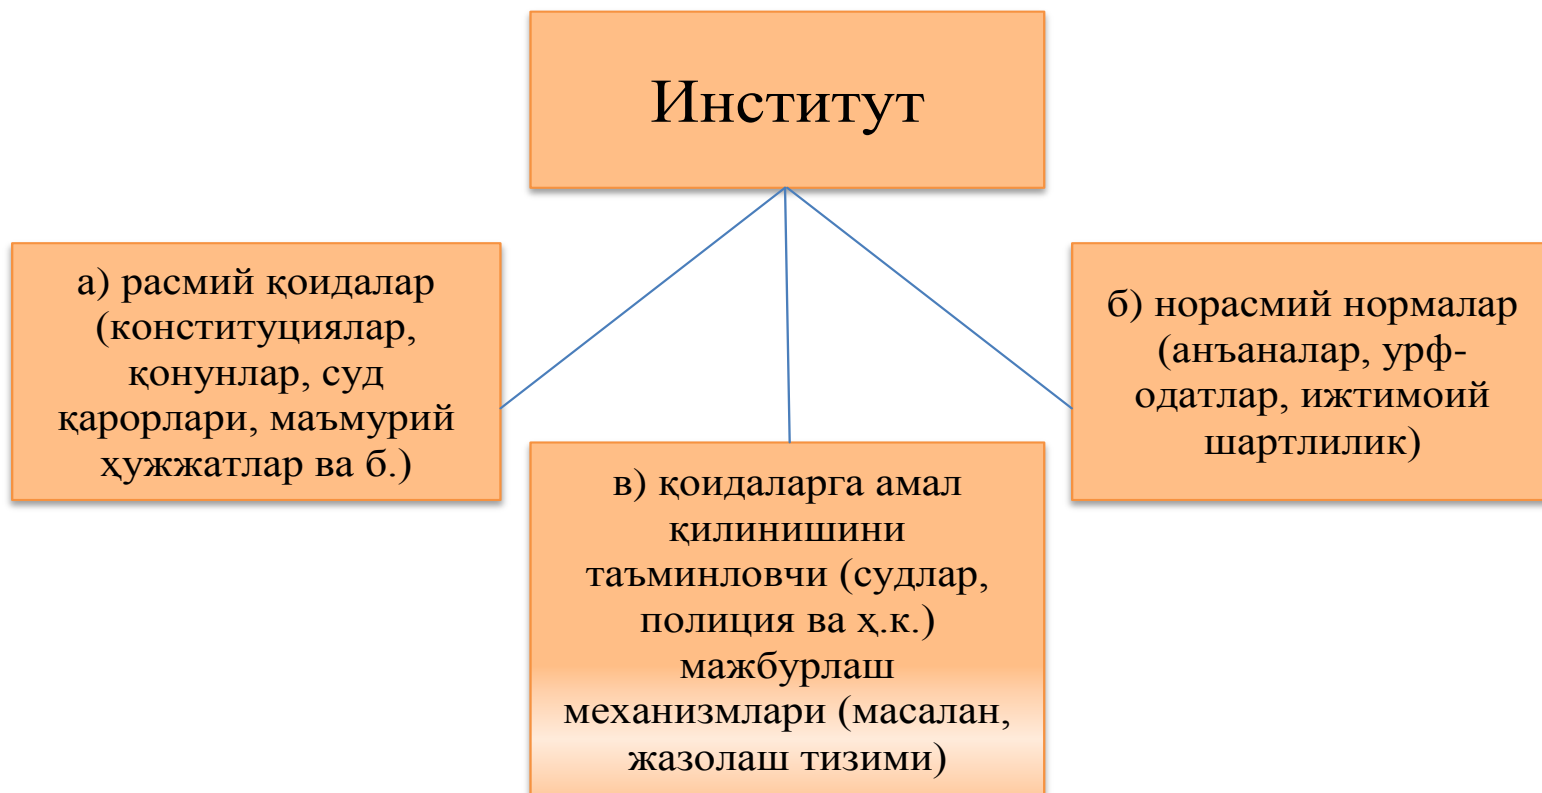 Институт
а) расмий қоидалар
(конституциялар,
қонунлар, суд
қарорлари, маъмурий
ҳужжатлар ва б.)
б) норасмий нормалар
(анъаналар, урф-
одатлар, ижтимоий
шартлилик)
в) қоидаларга амал
қилинишини
таъминловчи (судлар,
полиция ва ҳ.к.)
мажбурлаш
механизмлари (масалан,
жазолаш тизими)